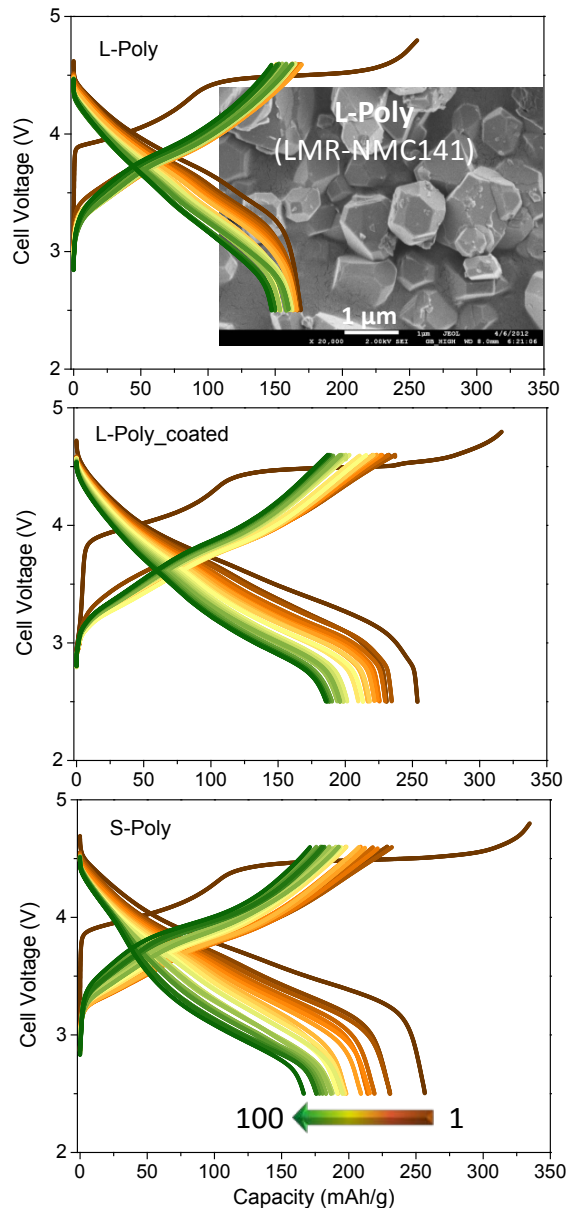 L-Poly
5
4
3
2
Cell Voltage (V)
0 50 100 150 200 250 300 350
L-Poly
(LMR-NMC141)
1 µm
1µm JEOL 4/6/2012
X 20,000 2.00kV SEI GB_HIGH WD 8.0mm 6:21:06
L-Poly_coated
5
4
3
2
Cell Voltage (V)
0 50 100 150 200 250 300 350
S-Poly
5
4
3
2
Cell Voltage (V)
100 1
0 50 100 150 200 250 300 350
Capacity (mAh/g)